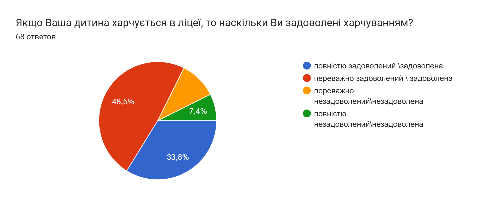 Якщо Ваша дитина харчується в ліцеї, то наскільки Ви задоволені харчуванням?
68 ответов
повністю задоволений \задоволена
переважно задоволений \ задоволена
переважно
незадоволений\незадоволена
повністю
незадоволений\незадоволена
48,5%
7,4%
33,8%